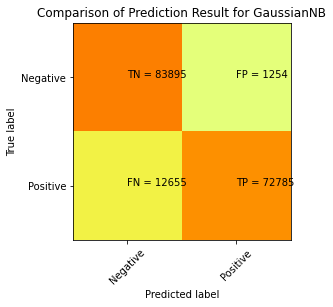 Comparison of Prediction Result for GaussianNB
True label
Negative
TN = 83895
FP = 1254
Positive
FN = 12655
TP = 72785
Negative
Positive
Predicted label